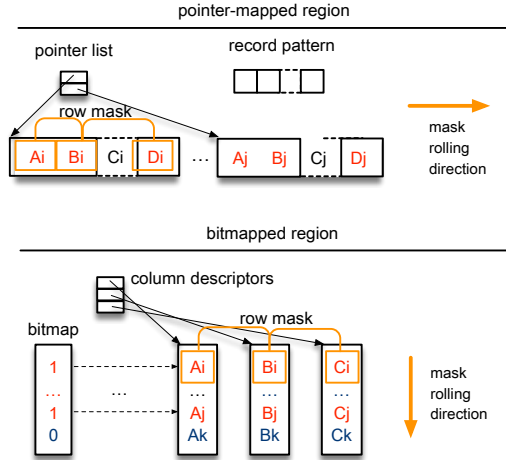 pointer-mapped region
pointer list
record pattern
row mask
Ai Bi Ci Di ... Aj Bj Cj Dj
mask
rolling
direction
bitmapped region
column descriptors
bitmap
row mask
1 Ai Bi Ci
... ... ... ... ...
1 Aj Bj Cj
0 Ak Bk Ck
mask
rolling
direction